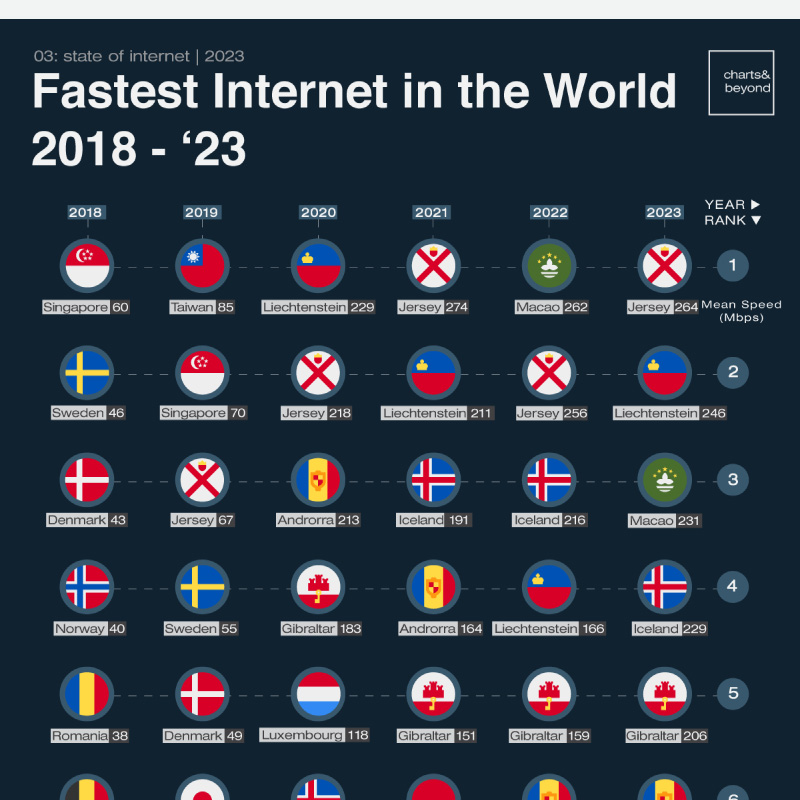 03: state of internet | 2023
Fastest Internet in the World
2018 - ‘23
charts&
beyond
2018 2019 2020 2021 2022 2023
YEAR ▶
RANK ▼
1
Singapore 60 Taiwan 85 Liechtenstein 229 Jersey 274 Macao 262 Jersey 264
Mean Speed
(Mbps)
2
Sweden 46 Singapore 70 Jersey 218 Liechtenstein 211 Jersey 256 Liechtenstein 246
3
Denmark 43 Jersey 67 Androrra 213 Iceland 191 Iceland 216 Macao 231
4
Norway 40 Sweden 55 Gibraltar 183 Androrra 164 Liechtenstein 166 Iceland 229
5
Romania 38 Denmark 49 Luxembourg 118 Gibraltar 151 Gibraltar 159 Gibraltar 206